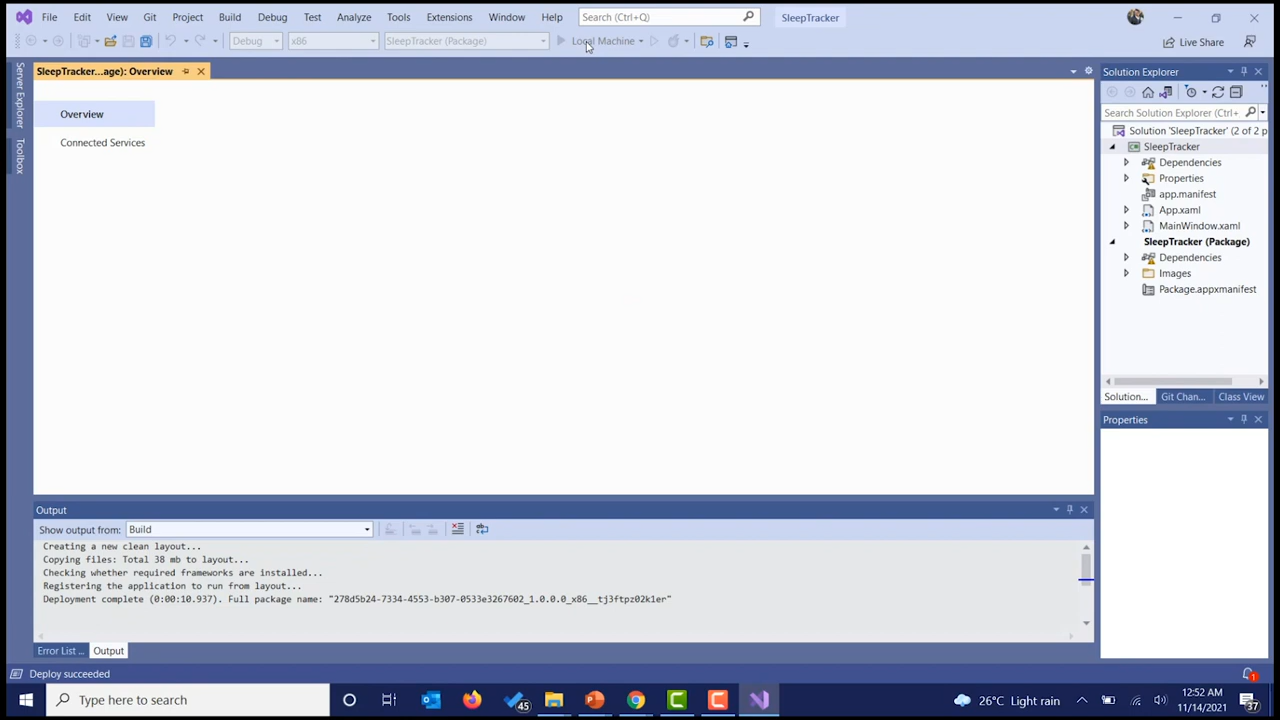 File Edit View Git Project Build Debug Test Analyze Tools Extensions Window Help Search (Ctrl+Q) SleepTracker
Debug x86 SleepTracker (Package) Local Machine Live Share
SleepTracker...age): Overview
Server Explorer
Toolbox
Overview
Connected Services
Solution Explorer
Search Solution Explorer (Ctrl+
Solution 'SleepTracker' (2 of 2 p
SleepTracker
Dependencies
Properties
app.manifest
App.xaml
MainWindow.xaml
SleepTracker (Package)
Dependencies
Images
Package.appxmanifest
Solution... Git Chan... Class View
Properties
Output
Show output from: Build
Creating a new clean layout...
Copying files: Total 38 mb to layout...
Checking whether required frameworks are installed...
Registering the application to run from layout...
Deployment complete (0:00:10.937). Full package name: "278d5b24-7334-4553-b307-0533e3267602_1.0.0.0_x86__tj3ftpz02k1er"
Error List ... Output
Deploy succeeded
1
Type here to search
45
26°C Light rain
12:52 AM
11/14/2021
37